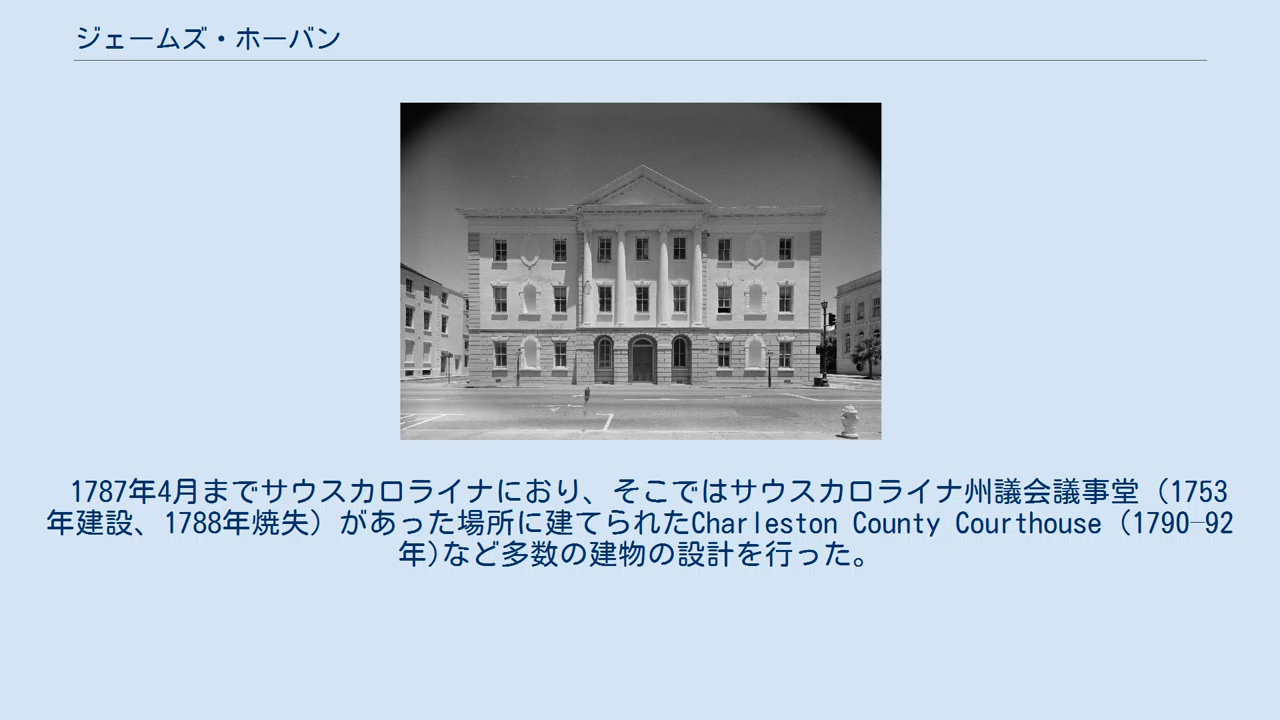 ジェームズ・ホーバン
1787年4月までサウスカロライナにおり、そこではサウスカロライナ州議会議事堂（1753
年建設、1788年焼失）があった場所に建てられたCharleston County Courthouse（1790–92
年)など多数の建物の設計を行った。